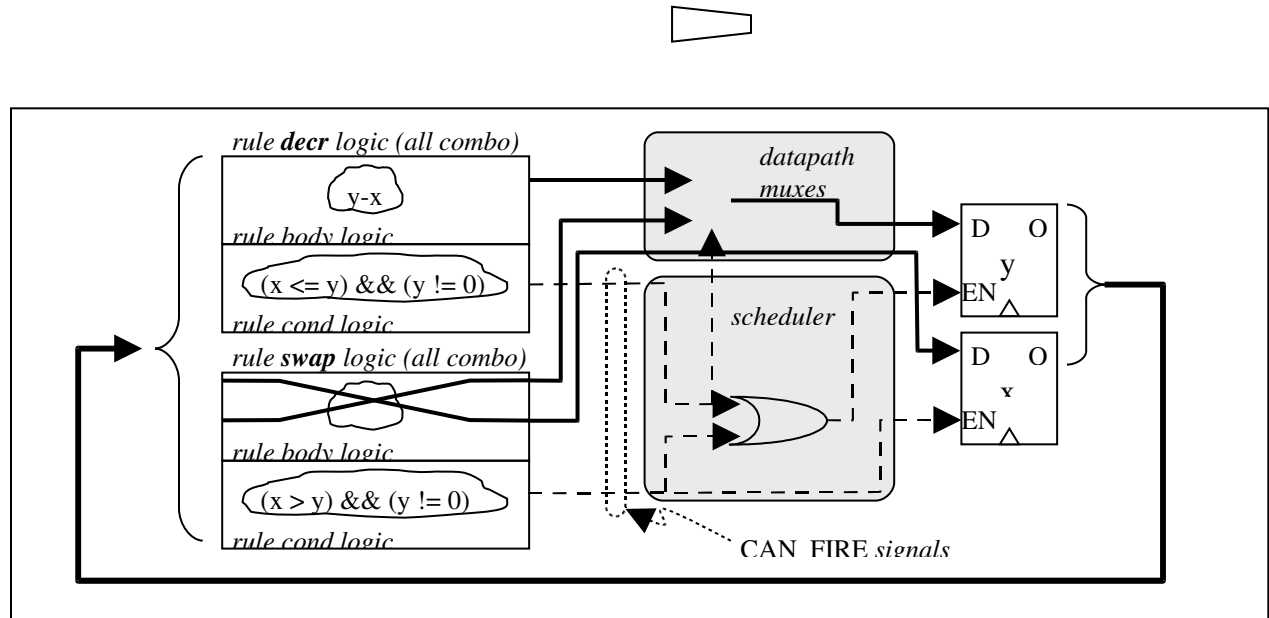 rule decr logic (all combo)
y-x
rule body logic
(x <= y) && (y != 0)
rule cond logic
rule swap logic (all combo)
rule body logic
(x > y) && (y != 0)
rule cond logic
datapath
muxes
scheduler
CAN_FIRE signals
D O
y
EN
D O
x
EN